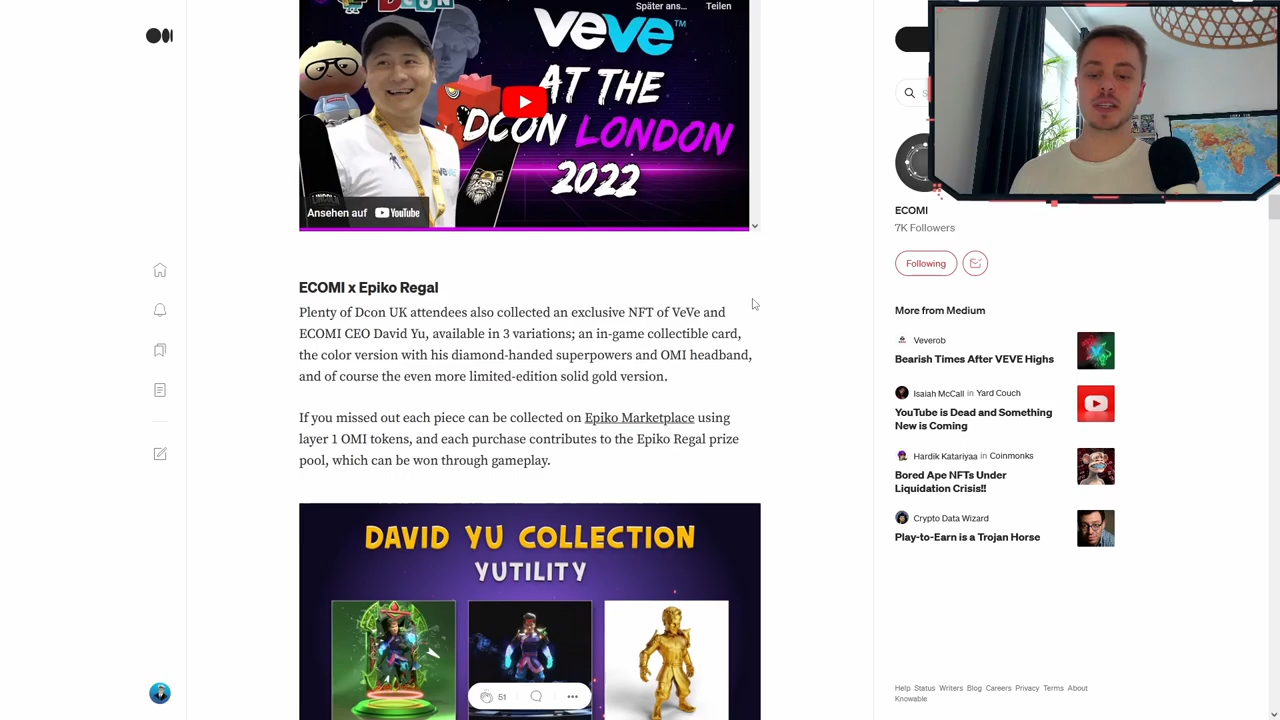 DCON
Später ans...
Teilen
veve™
AT THE
DCON LONDON
2022
Ansehen auf YouTube
ECOMI
7K Followers
Following
ECOMI x Epiko Regal
Plenty of Dcon UK attendees also collected an exclusive NFT of VeVe and
ECOMI CEO David Yu, available in 3 variations; an in-game collectible card,
the color version with his diamond-handed superpowers and OMI headband,
and of course the even more limited-edition solid gold version.
If you missed out each piece can be collected on Epiko Marketplace using
layer 1 OMI tokens, and each purchase contributes to the Epiko Regal prize
pool, which can be won through gameplay.
DAVID YU COLLECTION
YUTILITY
51
More from Medium
Veverob
Bearish Times After VEVE Highs
Isaiah McCall in Yard Couch
YouTube is Dead and Something
New is Coming
Hardik Katariyaa in Coinmonks
Bored Ape NFTs Under
Liquidation Crisis!!
Crypto Data Wizard
Play-to-Earn is a Trojan Horse
Help Status Writers Blog Careers Privacy Terms About
Knowable